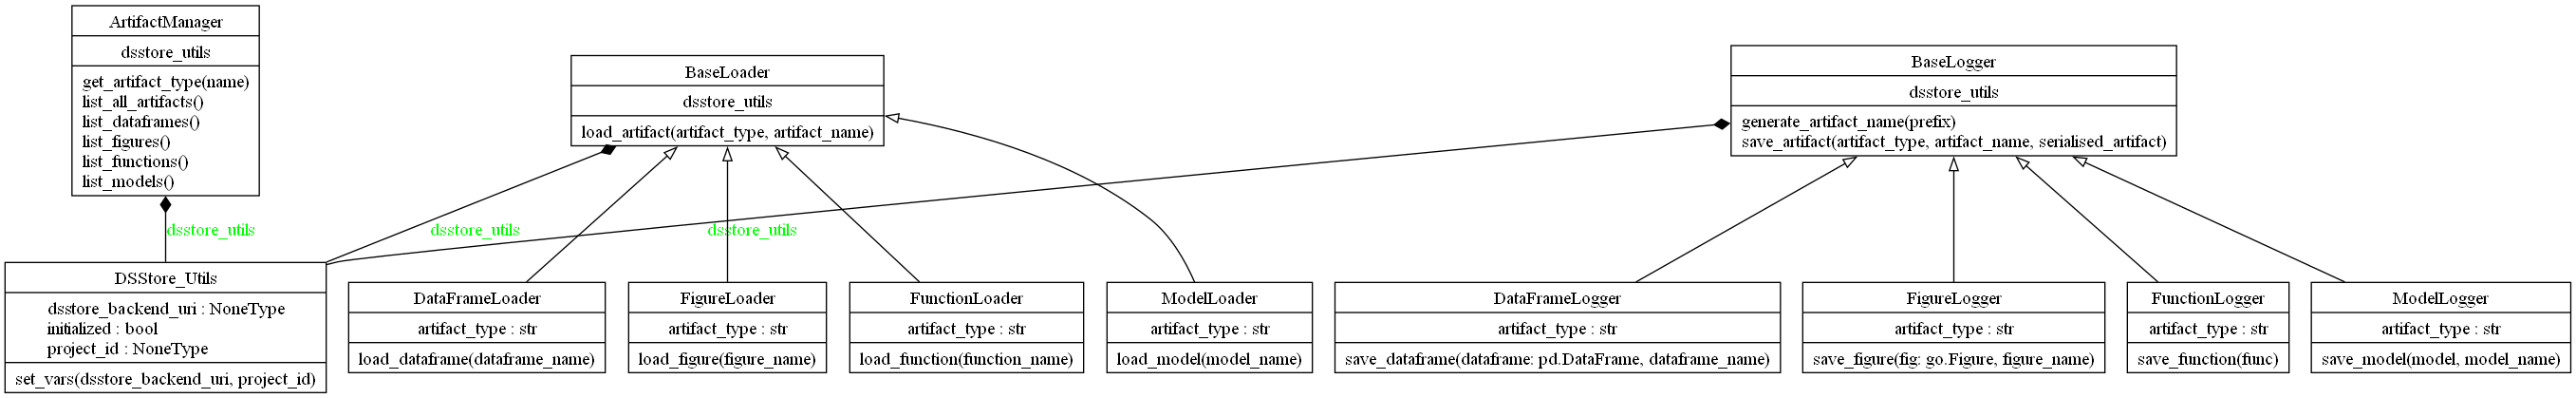 ArtifactManager
dsstore_utils
get_artifact_type(name)
list_all_artifacts()
list_dataframes()
list_figures()
list_functions()
list_models()
BaseLoader
dsstore_utils
load_artifact(artifact_type, artifact_name)
BaseLogger
dsstore_utils
generate_artifact_name(prefix)
save_artifact(artifact_type, artifact_name, serialised_artifact)
dsstore_utils
dsstore_utils
dsstore_utils
DSStore_Utils
dsstore_backend_uri : NoneType
initialized : bool
project_id : NoneType
set_vars(dsstore_backend_uri, project_id)
DataFrameLoader
artifact_type : str
load_dataframe(dataframe_name)
FigureLoader
artifact_type : str
load_figure(figure_name)
FunctionLoader
artifact_type : str
load_function(function_name)
ModelLoader
artifact_type : str
load_model(model_name)
DataFrameLogger
artifact_type : str
save_dataframe(dataframe: pd.DataFrame, dataframe_name)
FigureLogger
artifact_type : str
save_figure(fig: go.Figure, figure_name)
FunctionLogger
artifact_type : str
save_function(func)
ModelLogger
artifact_type : str
save_model(model, model_name)